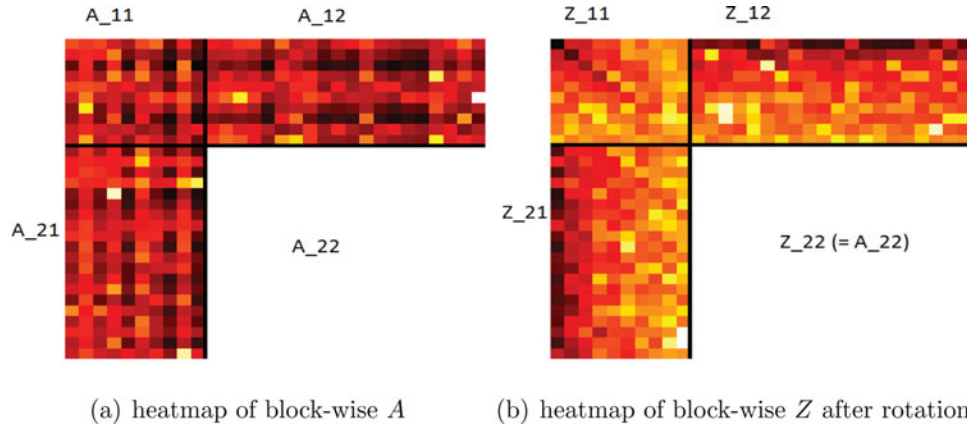 A_11 A_12 Z_11 Z_12
A_21 A_22 Z_21 Z_22 (= A_22)
(a) heatmap of block-wise A (b) heatmap of block-wise Z after rotation